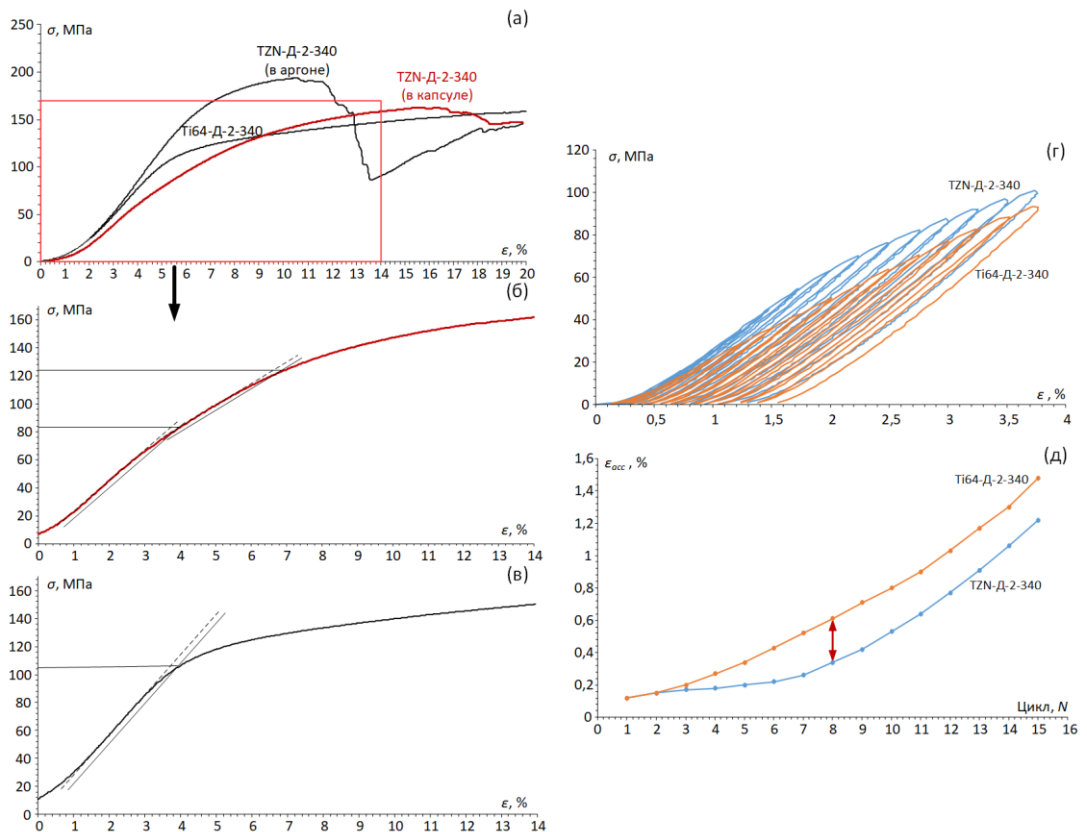 (а)
σ, МПа
250
200
150
100
50
0
TZN-Д-2-340
(в аргоне)
TZN-Д-2-340
(в капсуле)
Ti64-Д-2-340
ε, %
0 1 2 3 4 5 6 7 8 9 10 11 12 13 14 15 16 17 18 19 20
(б)
σ, МПа
160
140
120
100
80
60
40
20
0
ε, %
0 1 2 3 4 5 6 7 8 9 10 11 12 13 14
(в)
σ, МПа
160
140
120
100
80
60
40
20
0
ε, %
0 1 2 3 4 5 6 7 8 9 10 11 12 13 14
(г)
σ, МПа
120
100
80
60
40
20
0
TZN-Д-2-340
Ti64-Д-2-340
ε , %
0 0,5 1 1,5 2 2,5 3 3,5 4
(д)
εacc , %
1,6
1,4
1,2
1
0,8
0,6
0,4
0,2
0
Ti64-Д-2-340
TZN-Д-2-340
Цикл, N
0 1 2 3 4 5 6 7 8 9 10 11 12 13 14 15 16